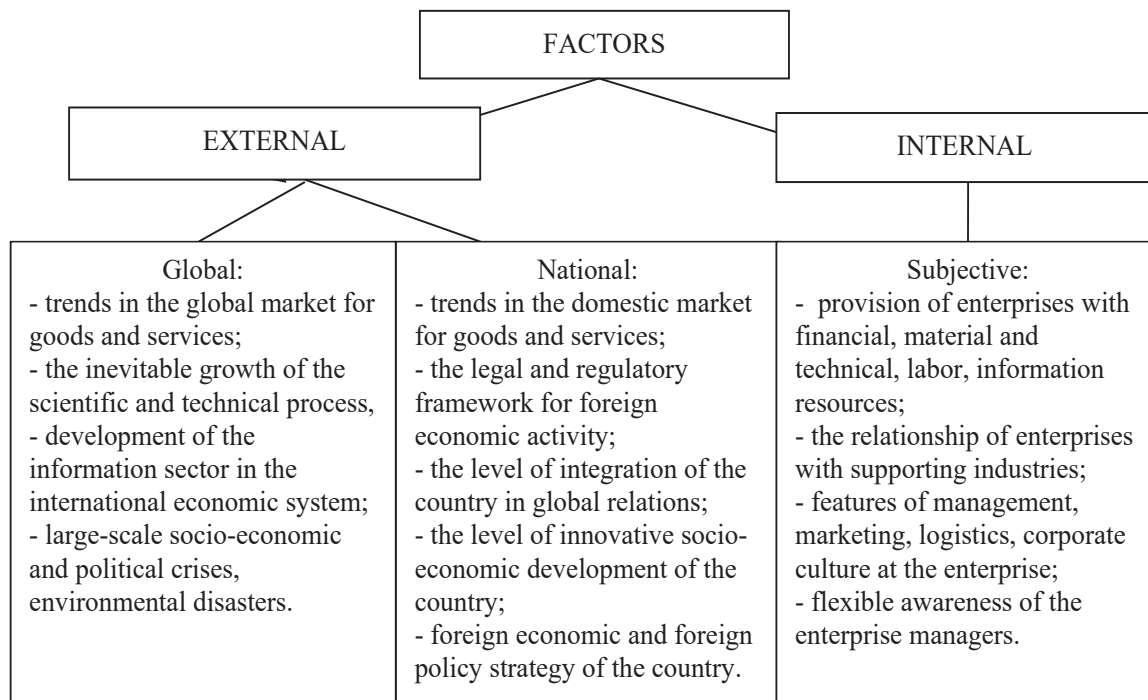 FACTORS
EXTERNAL
INTERNAL
Global:
- trends in the global market for
goods and services;
- the inevitable growth of the
scientific and technical process,
- development of the
information sector in the
international economic system;
- large-scale socio-economic
and political crises,
environmental disasters.
National:
- trends in the domestic market
for goods and services;
- the legal and regulatory
framework for foreign
economic activity;
- the level of integration of the
country in global relations;
- the level of innovative socio-
economic development of the
country;
- foreign economic and foreign
policy strategy of the country.
Subjective:
- provision of enterprises with
financial, material and
technical, labor, information
resources;
- the relationship of enterprises
with supporting industries;
- features of management,
marketing, logistics, corporate
culture at the enterprise;
- flexible awareness of the
enterprise managers.